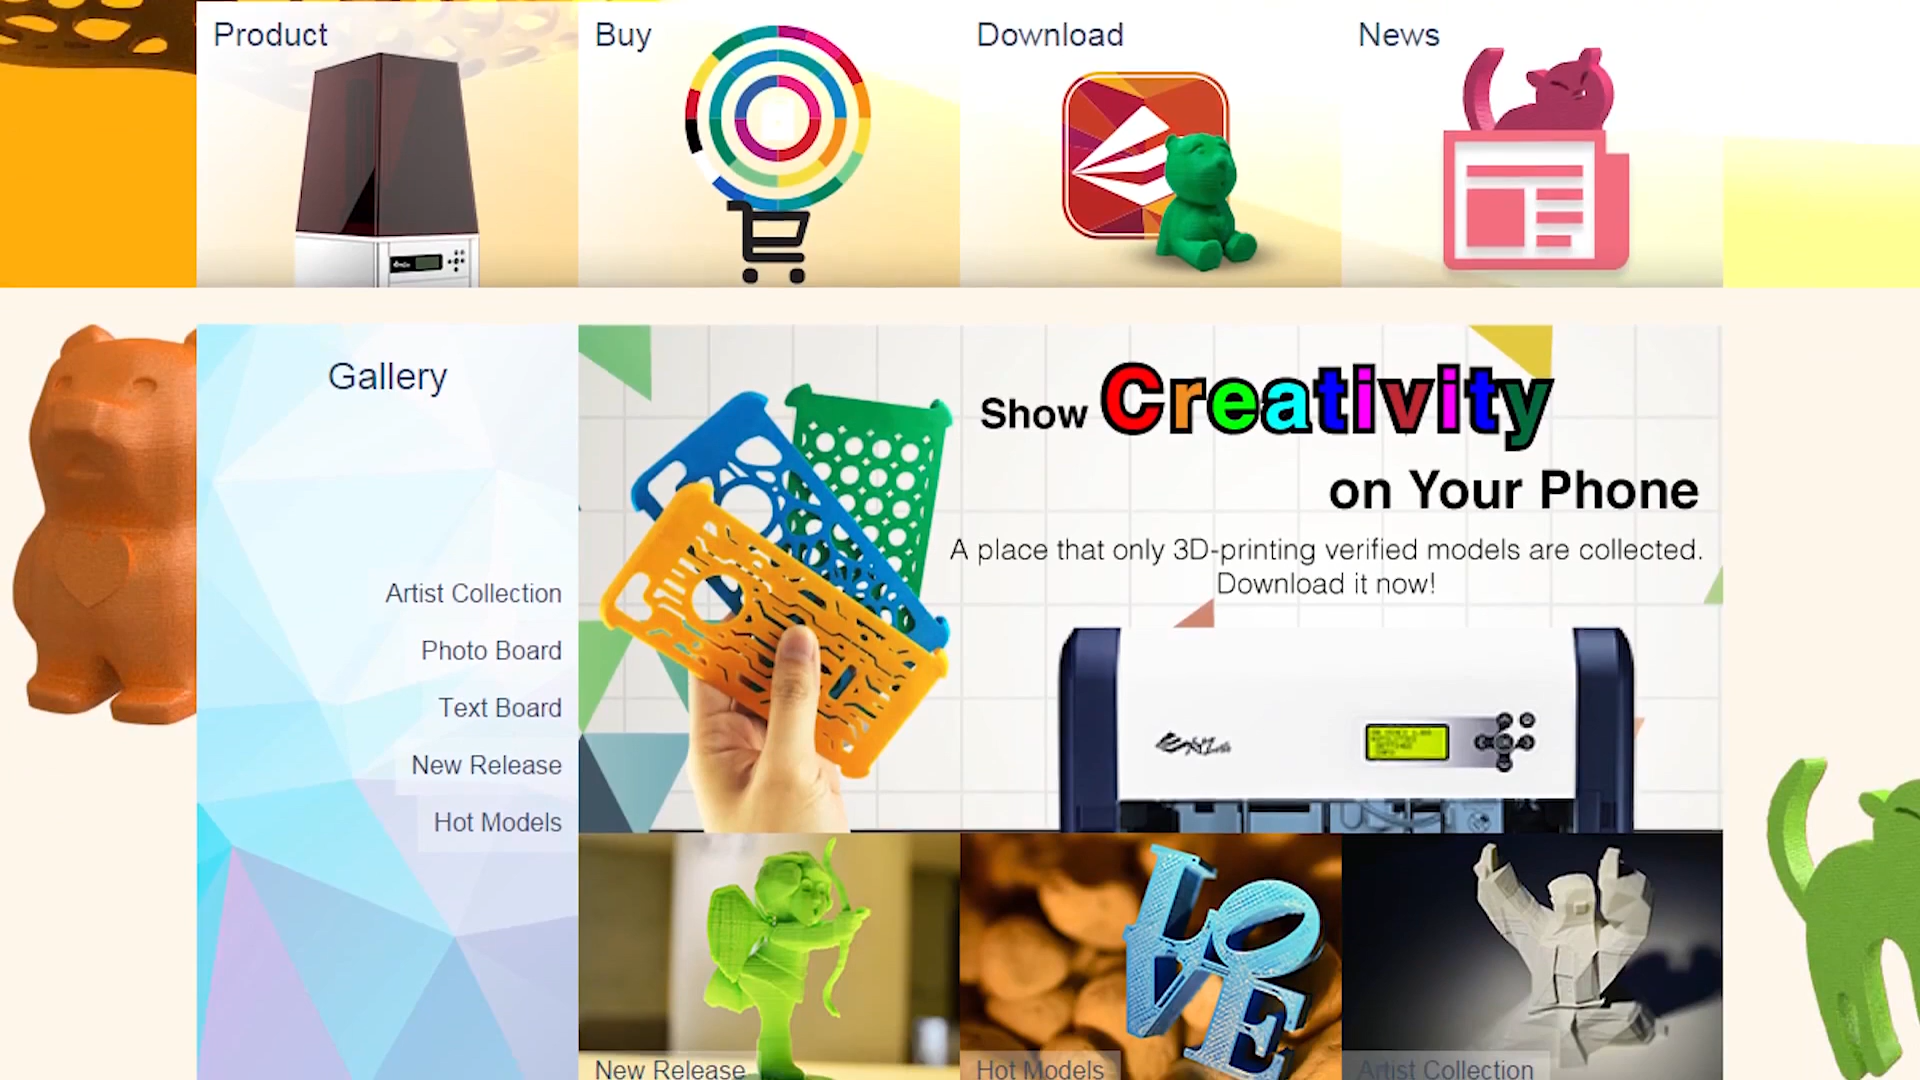 Product
Buy
Download
News
Gallery
Artist Collection
Photo Board
Text Board
New Release
Hot Models
Show Creativity
on Your Phone
A place that only 3D-printing verified models are collected.
Download it now!
LOVE
New Release
Hot Models
Artist Collection